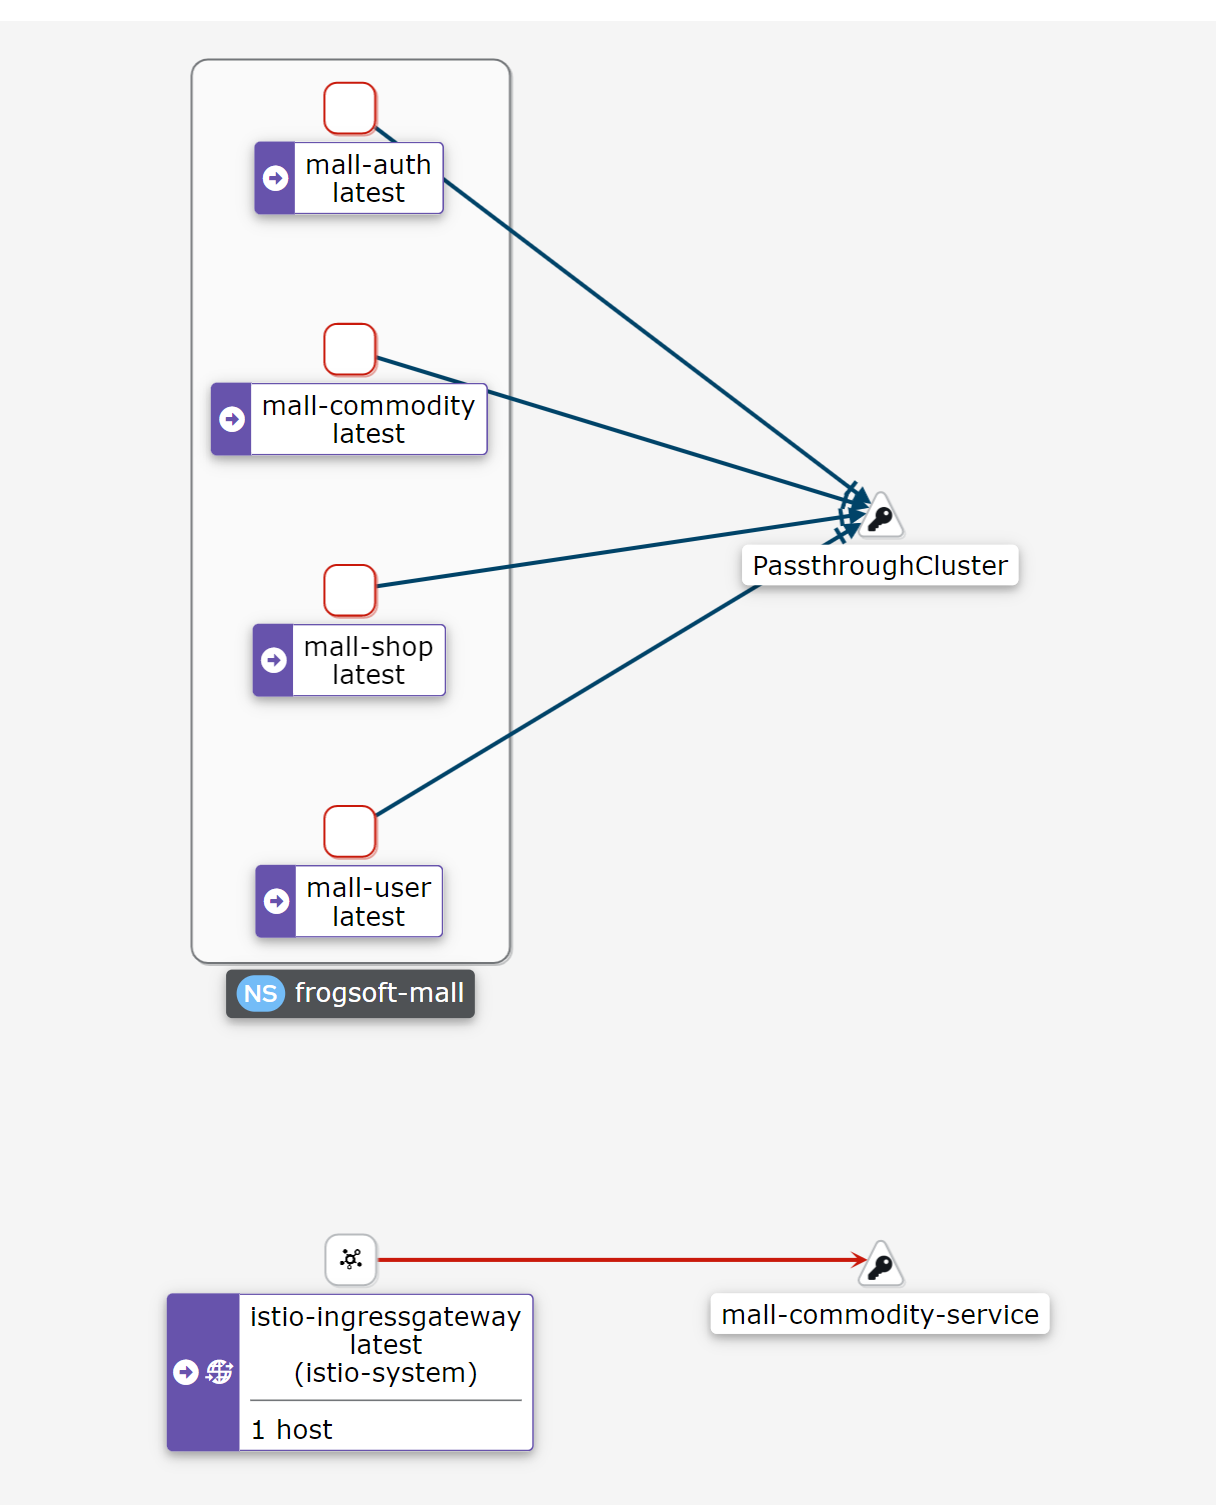 mall-auth
latest
mall-commodity
latest
PassthroughCluster
mall-shop
latest
mall-user
latest
NS frogsoft-mall
istio-ingressgateway
latest
(istio-system)
1 host
mall-commodity-service